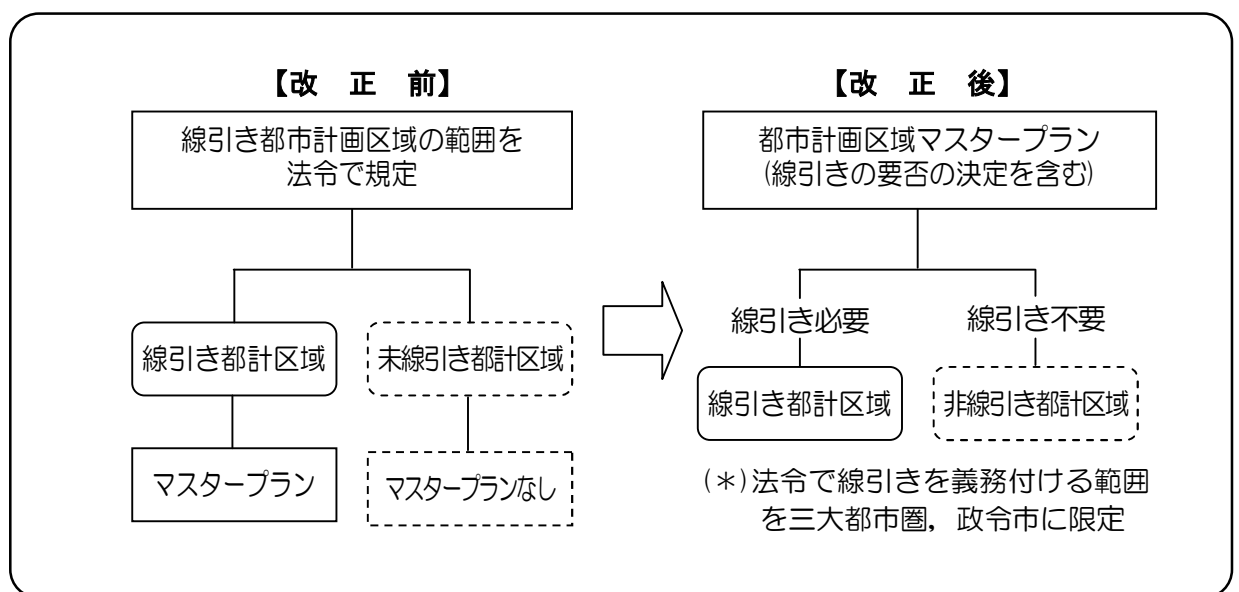 【改 正 前】
線引き都市計画区域の範囲を
法令で規定
線引き都計区域
未線引き都計区域
マスタープラン
マスタープランなし
【改 正 後】
都市計画区域マスタープラン
(線引きの要否の決定を含む)
線引き必要
線引き不要
線引き都計区域
非線引き都計区域
(＊)法令で線引きを義務付ける範囲
を三大都市圏，政令市に限定